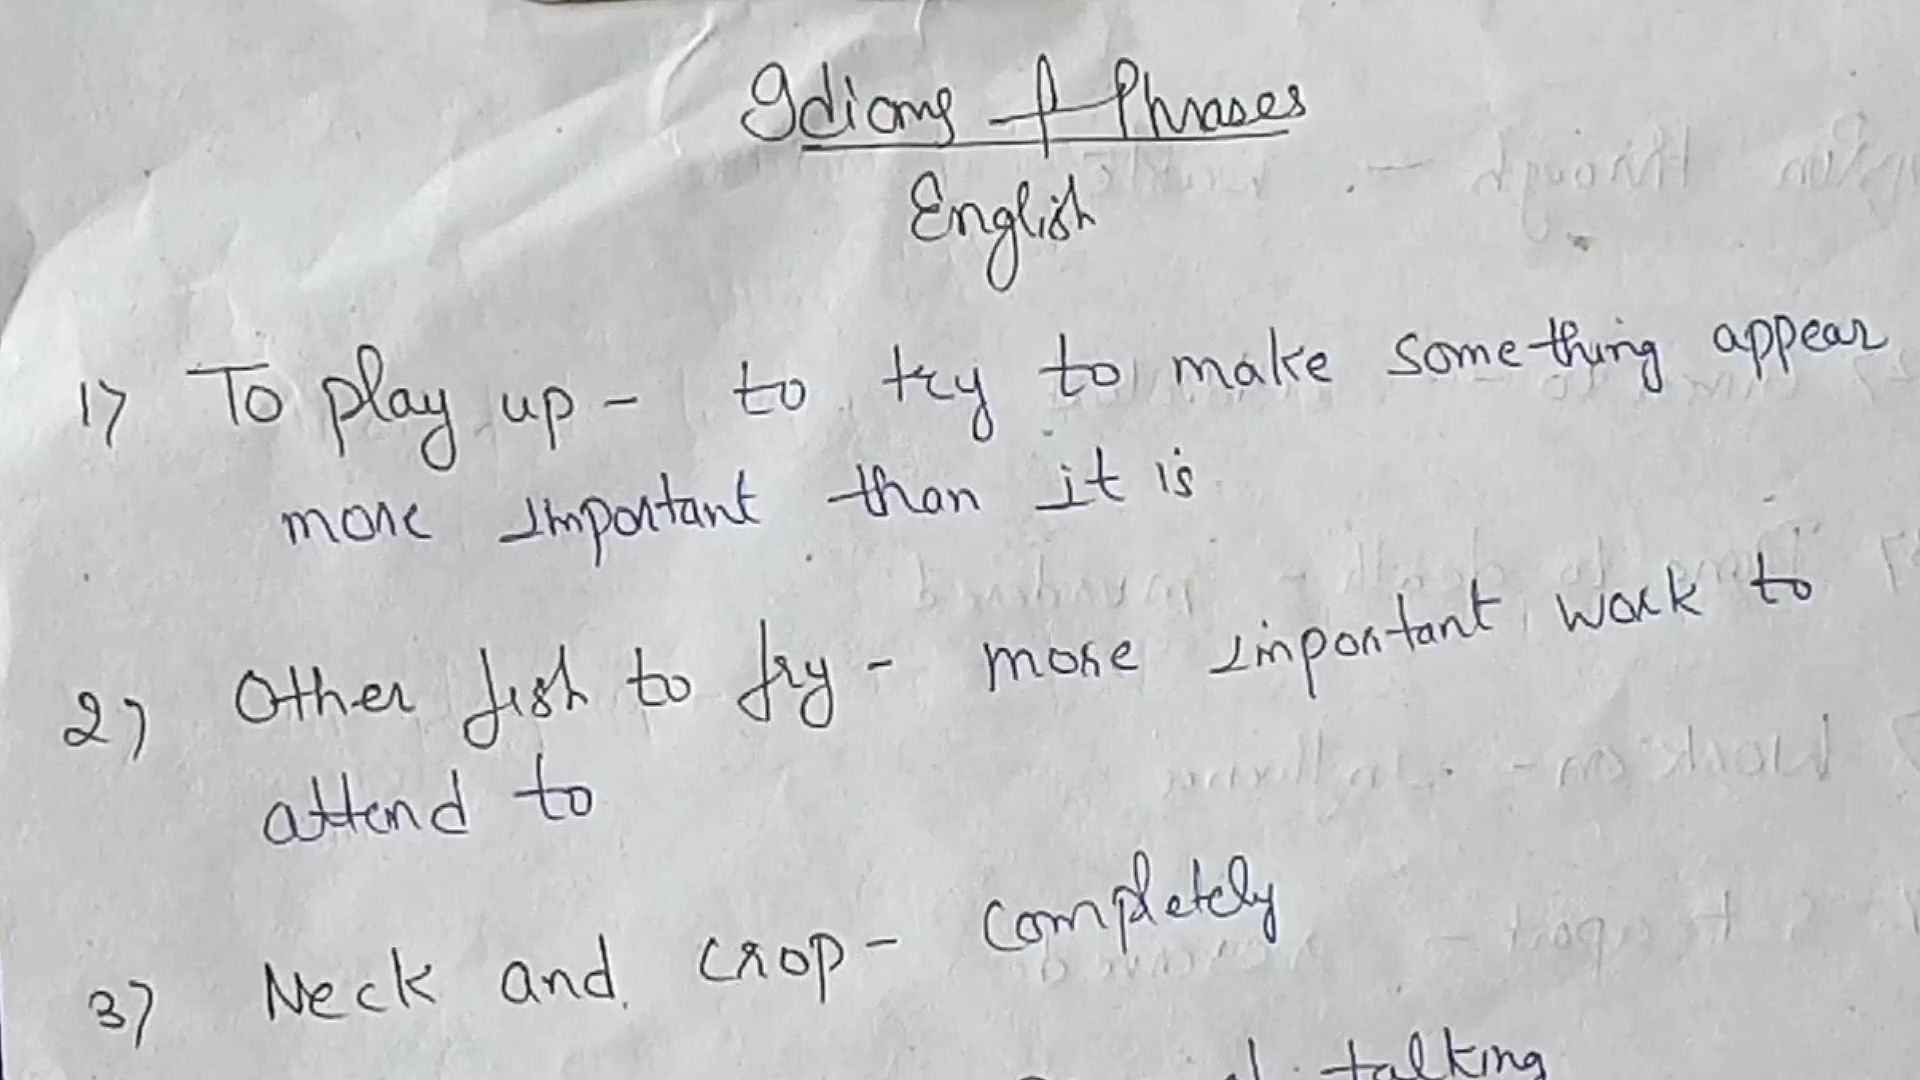 Idioms & Phrases
English
1) To play up - to try to make something appear
more important than it is
2) Other fish to fry - more important work to
attend to
3) Neck and crop - completely
talking